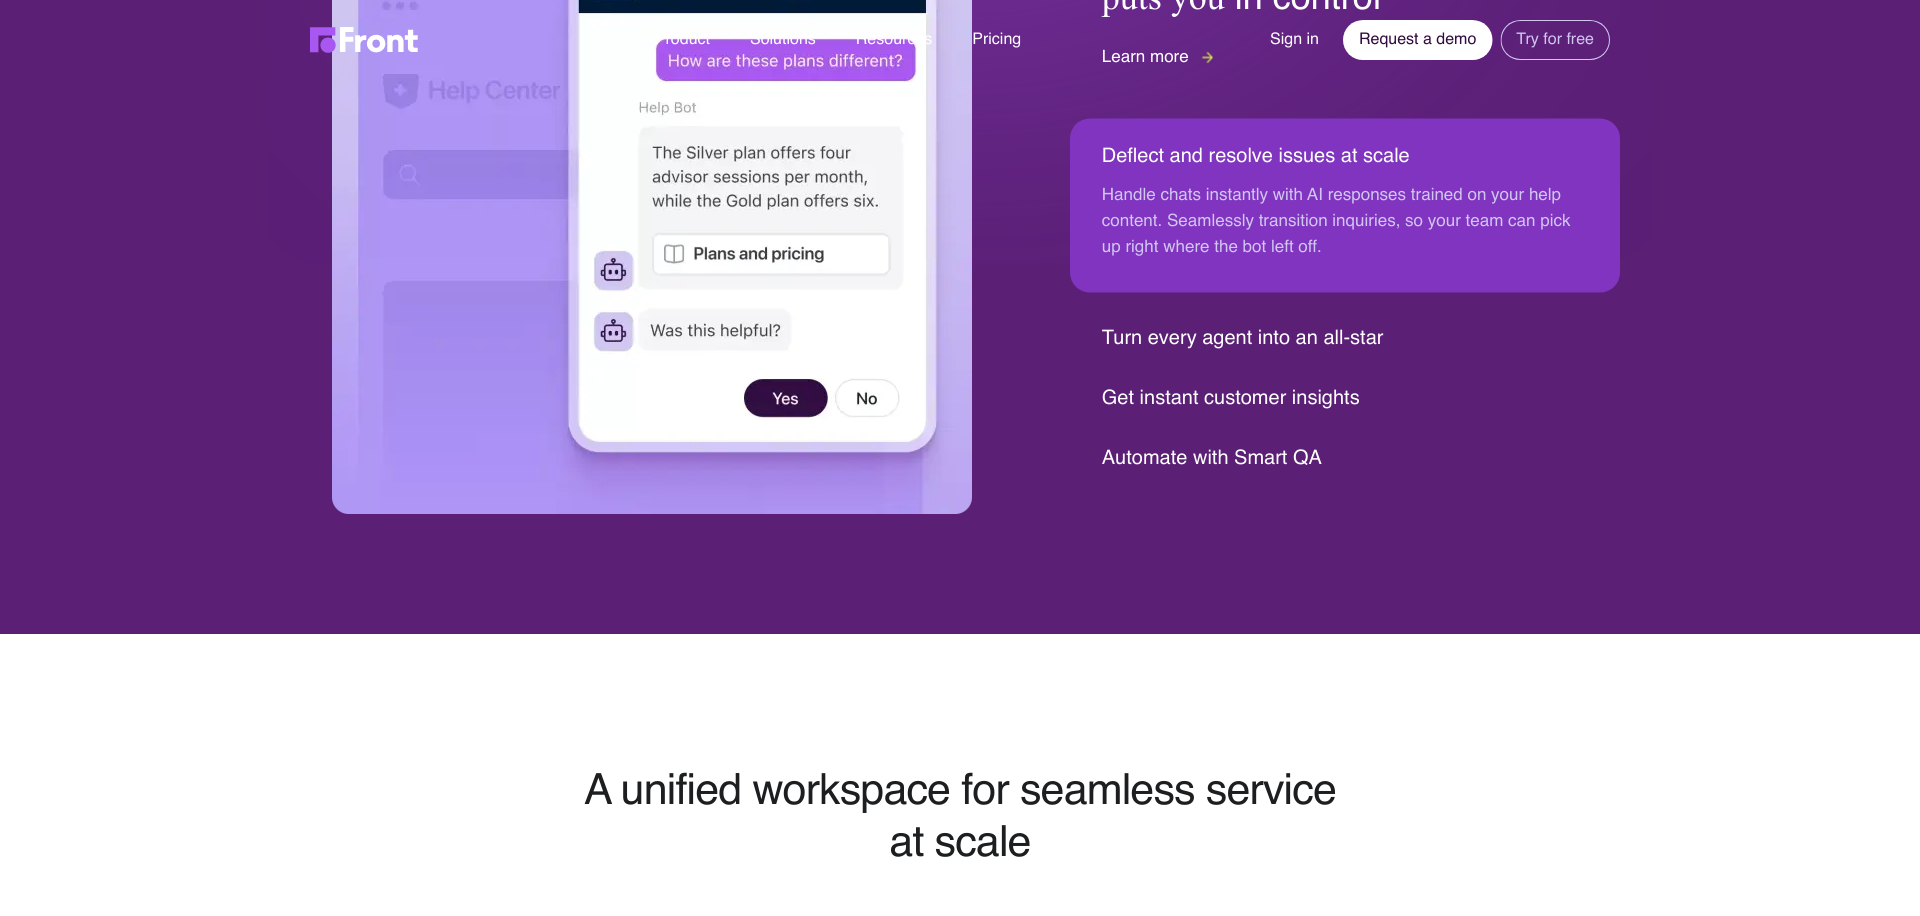 puts you in control
Front
Solutions
Resources
Pricing
Sign in
Request a demo
Try for free
Learn more
Help Center
How are these plans different?
Help Bot
The Silver plan offers four
advisor sessions per month,
while the Gold plan offers six.
Plans and pricing
Was this helpful?
Yes
No
Deflect and resolve issues at scale
Handle chats instantly with AI responses trained on your help
content. Seamlessly transition inquiries, so your team can pick
up right where the bot left off.
Turn every agent into an all-star
Get instant customer insights
Automate with Smart QA
A unified workspace for seamless service
at scale